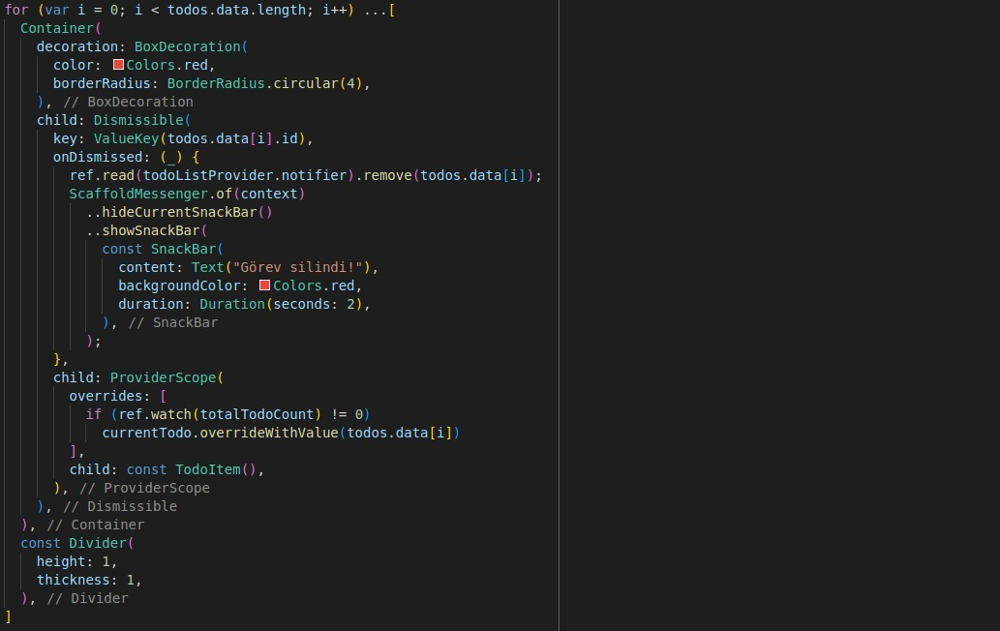 for (var i = 0; i < todos.data.length; i++) ...[
  Container(
    decoration: BoxDecoration(
      color: Colors.red,
      borderRadius: BorderRadius.circular(4),
    ), // BoxDecoration
    child: Dismissible(
      key: ValueKey(todos.data[i].id),
      onDismissed: (_) {
        ref.read(todoListProvider.notifier).remove(todos.data[i]);
        ScaffoldMessenger.of(context)
          ..hideCurrentSnackBar()
          ..showSnackBar(
            const SnackBar(
              content: Text("Görev silindi!"),
              backgroundColor: Colors.red,
              duration: Duration(seconds: 2),
            ), // SnackBar
          );
      },
      child: ProviderScope(
        overrides: [
          if (ref.watch(totalTodoCount) != 0)
            currentTodo.overrideWithValue(todos.data[i])
        ],
        child: const TodoItem(),
      ), // ProviderScope
    ), // Dismissible
  ), // Container
  const Divider(
    height: 1,
    thickness: 1,
  ), // Divider
]